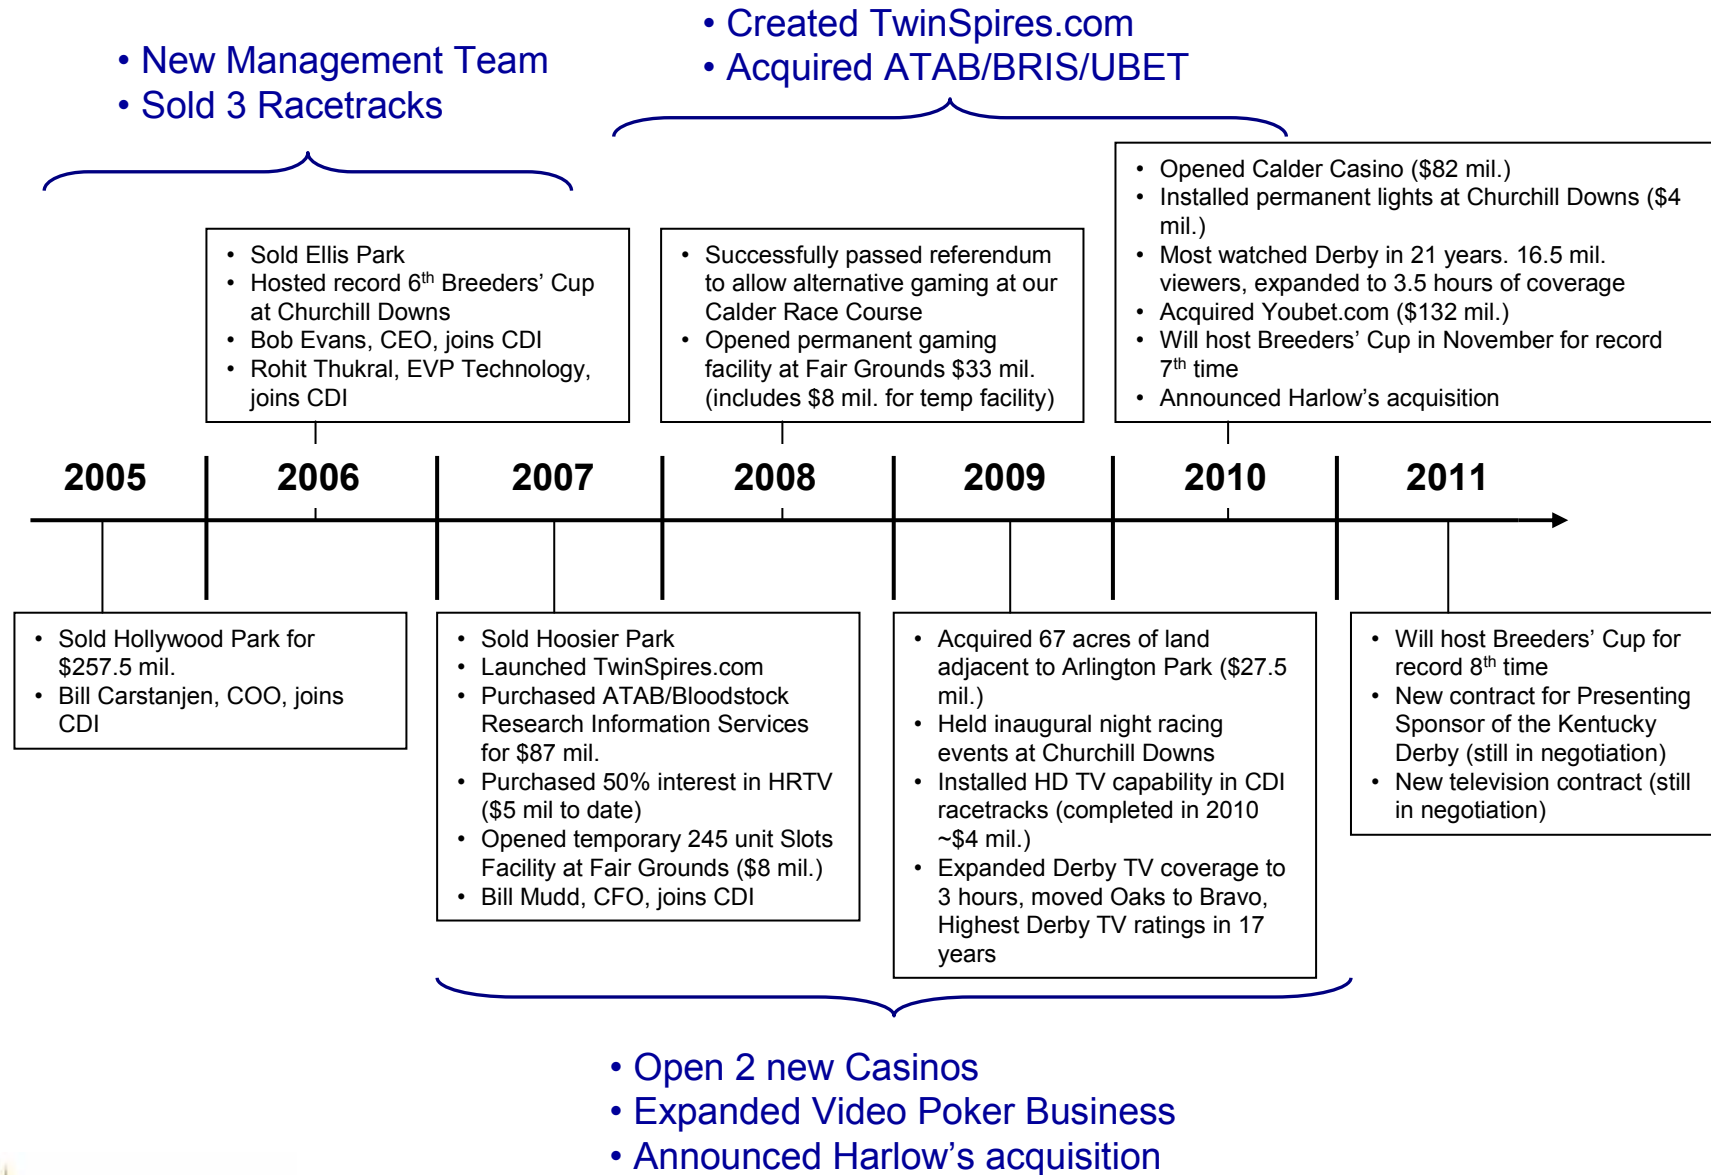 • New Management Team
• Sold 3 Racetracks
• Created TwinSpires.com
• Acquired ATAB/BRIS/UBET
• Sold Ellis Park
• Hosted record 6th Breeders' Cup
at Churchill Downs
• Bob Evans, CEO, joins CDI
• Rohit Thukral, EVP Technology,
joins CDI
• Successfully passed referendum
to allow alternative gaming at our
Calder Race Course
• Opened permanent gaming
facility at Fair Grounds $33 mil.
(includes $8 mil. for temp facility)
• Opened Calder Casino ($82 mil.)
• Installed permanent lights at Churchill Downs ($4
mil.)
• Most watched Derby in 21 years. 16.5 mil.
viewers, expanded to 3.5 hours of coverage
• Acquired Youbet.com ($132 mil.)
• Will host Breeders' Cup in November for record
7th time
• Announced Harlow's acquisition
2005 2006 2007 2008 2009 2010 2011
• Sold Hollywood Park for
$257.5 mil.
• Bill Carstanjen, COO, joins
CDI
• Sold Hoosier Park
• Launched TwinSpires.com
• Purchased ATAB/Bloodstock
Research Information Services
for $87 mil.
• Purchased 50% interest in HRTV
($5 mil to date)
• Opened temporary 245 unit Slots
Facility at Fair Grounds ($8 mil.)
• Bill Mudd, CFO, joins CDI
• Acquired 67 acres of land
adjacent to Arlington Park ($27.5
mil.)
• Held inaugural night racing
events at Churchill Downs
• Installed HD TV capability in CDI
racetracks (completed in 2010
~$4 mil.)
• Expanded Derby TV coverage to
3 hours, moved Oaks to Bravo,
Highest Derby TV ratings in 17
years
• Will host Breeders' Cup for
record 8th time
• New contract for Presenting
Sponsor of the Kentucky
Derby (still in negotiation)
• New television contract (still
in negotiation)
• Open 2 new Casinos
• Expanded Video Poker Business
• Announced Harlow's acquisition